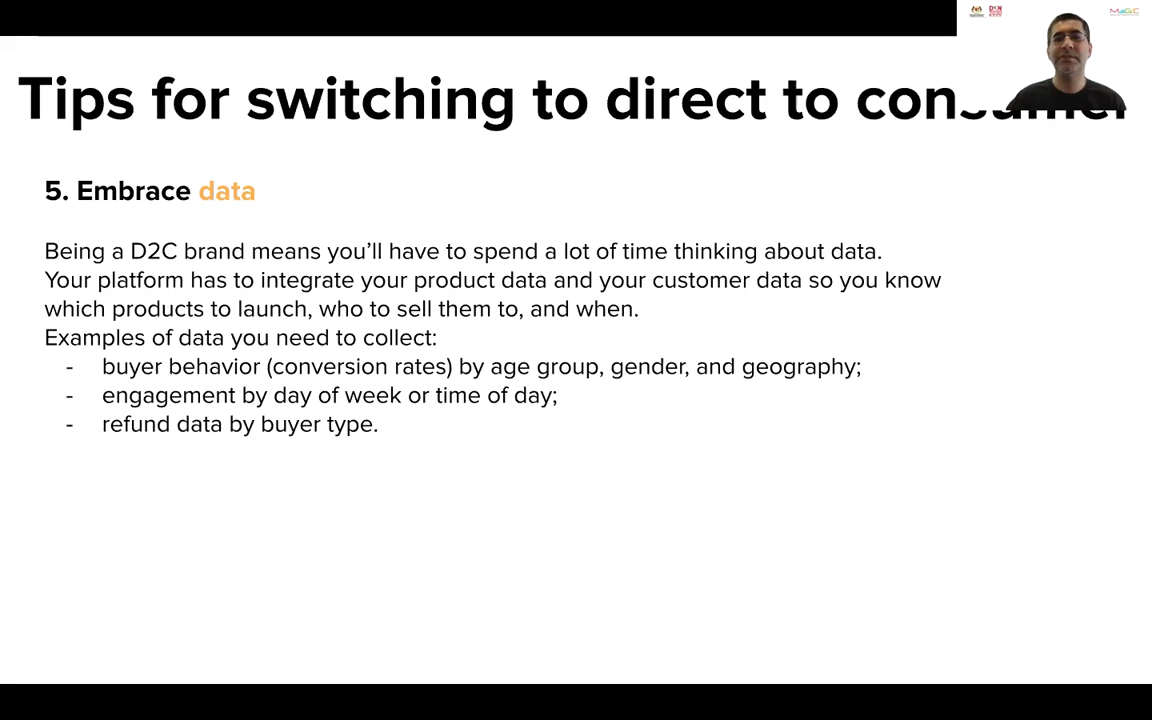 Tips for switching to direct to consumer
5. Embrace data
Being a D2C brand means you'll have to spend a lot of time thinking about data.
Your platform has to integrate your product data and your customer data so you know
which products to launch, who to sell them to, and when.
Examples of data you need to collect:
- buyer behavior (conversion rates) by age group, gender, and geography;
- engagement by day of week or time of day;
- refund data by buyer type.
MaGC